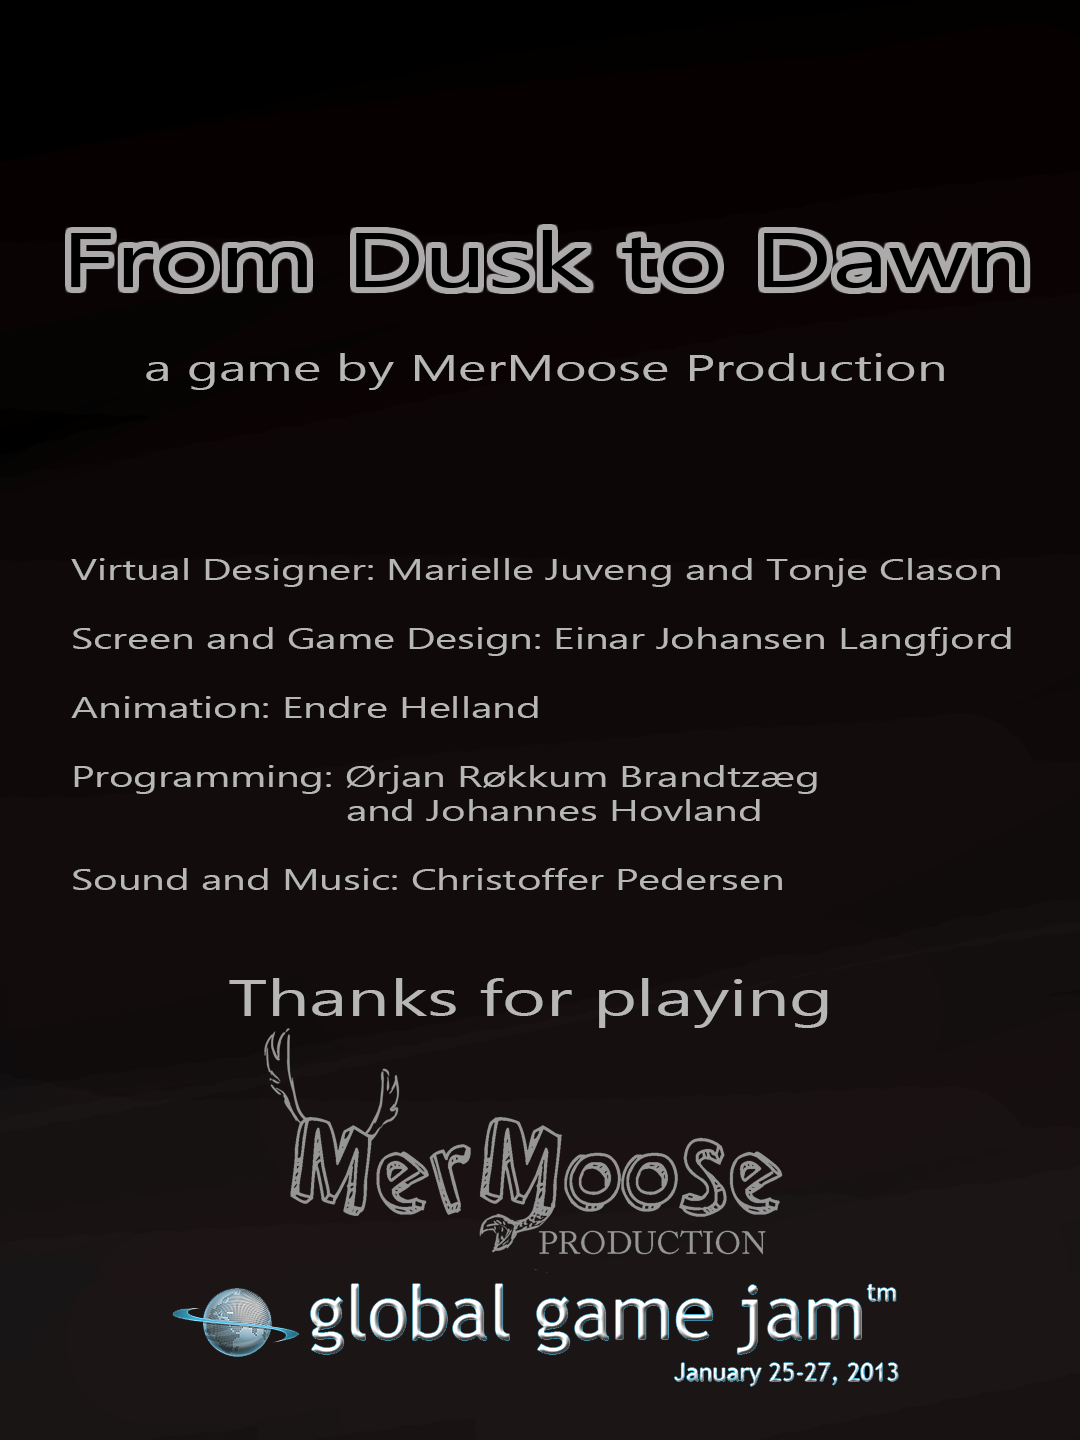 From Dusk to Dawn
a game by MerMoose Production
Virtual Designer: Marielle Juveng and Tonje Clason
Screen and Game Design: Einar Johansen Langfjord
Animation: Endre Helland
Programming: Ørjan Røkkum Brandtzæg
and Johannes Hovland
Sound and Music: Christoffer Pedersen
Thanks for playing
MerMoose
PRODUCTION
global game jam™
January 25-27, 2013